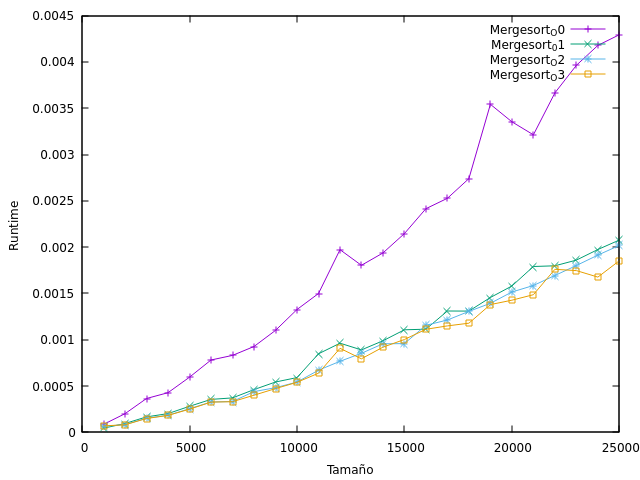 0.0045
0.004
0.0035
0.003
0.0025
0.002
0.0015
0.001
0.0005
0
0 5000 10000 15000 20000 25000
Runtime
Tamaño
Mergesort_O0
Mergesort_01
Mergesort_O2
Mergesort_O3